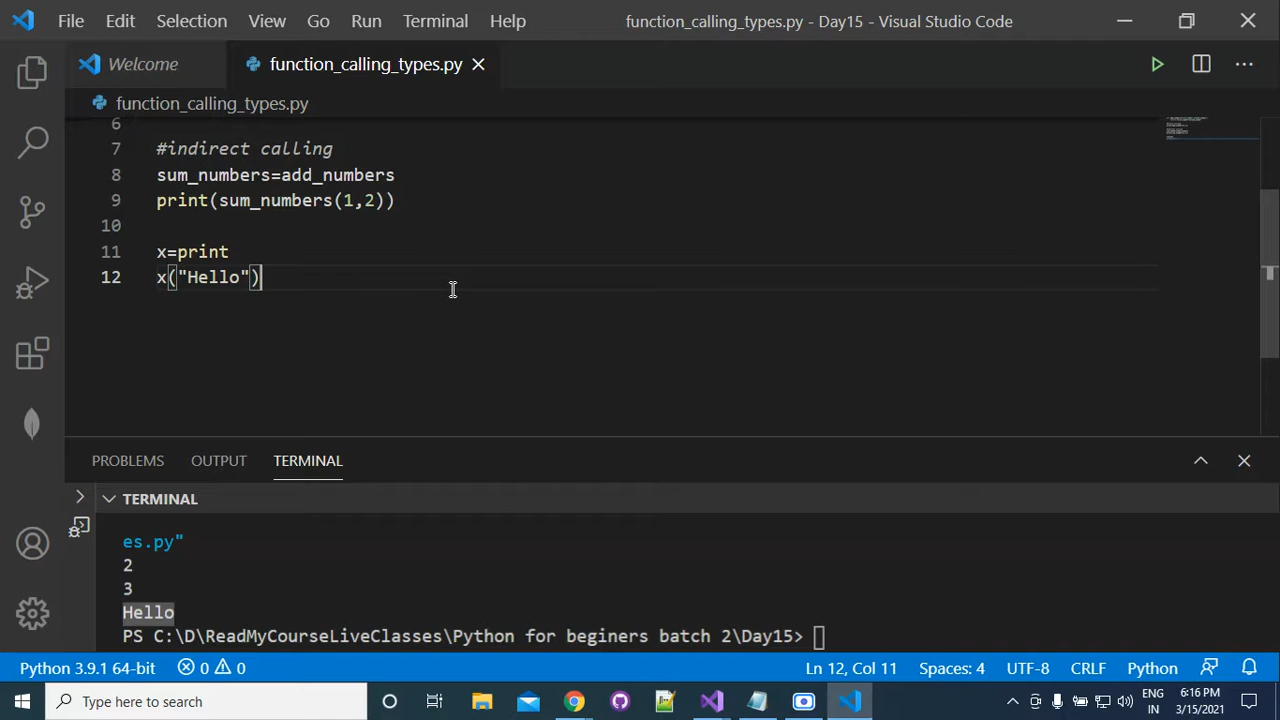 File Edit Selection View Go Run Terminal Help function_calling_types.py - Day15 - Visual Studio Code
Welcome function_calling_types.py
function_calling_types.py
6
7 #indirect calling
8 sum_numbers=add_numbers
9 print(sum_numbers(1,2))
10
11 x=print
12 x("Hello")
PROBLEMS OUTPUT TERMINAL
TERMINAL
es.py"
2
3
Hello
PS C:\D\ReadMyCourseLiveClasses\Python for beginers batch 2\Day15>
Python 3.9.1 64-bit 0 0 Ln 12, Col 11 Spaces: 4 UTF-8 CRLF Python
Type here to search
ENG
IN
6:16 PM
3/15/2021